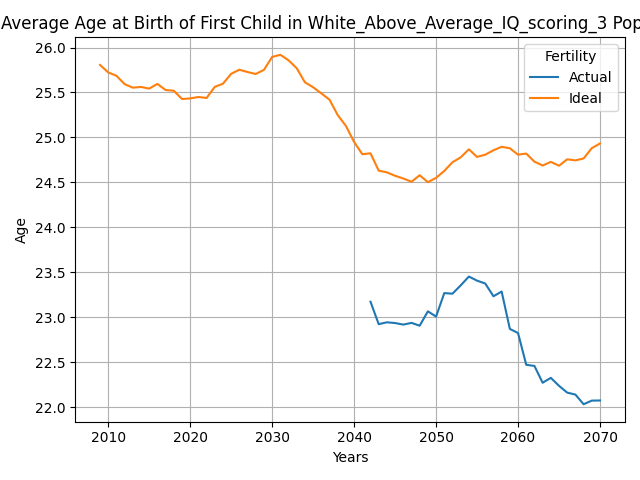 Average Age at Birth of First Child in White_Above_Average_IQ_scoring_3 Pop
Fertility
Actual
Ideal
26.0
25.5
25.0
24.5
24.0
23.5
23.0
22.5
22.0
Age
2010 2020 2030 2040 2050 2060 2070
Years